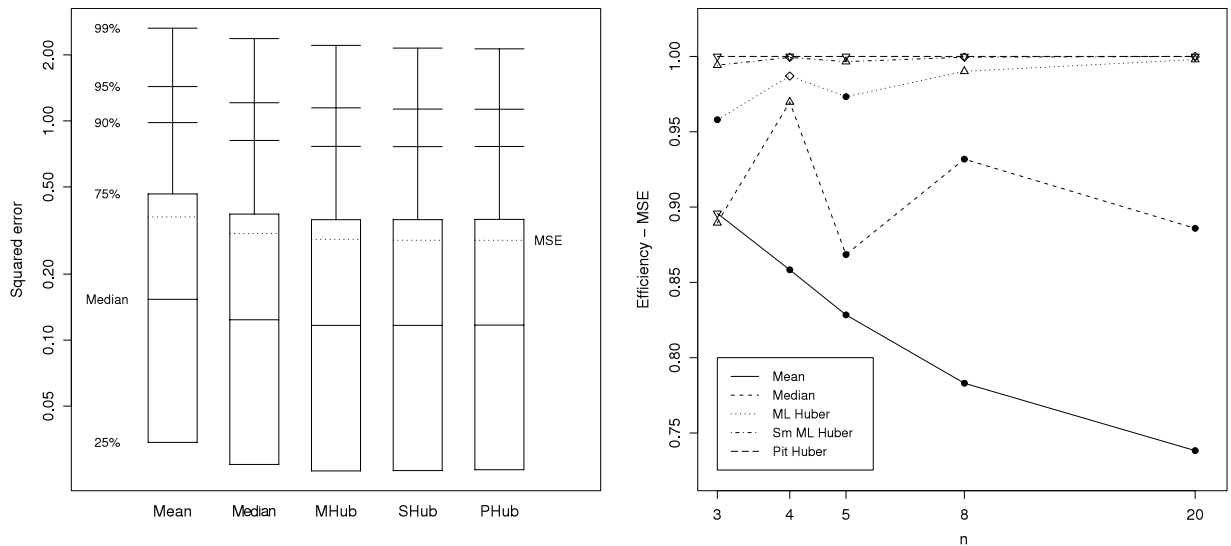 Squared error
2.00
1.00
0.50
0.20
0.10
0.05
99%
95%
90%
75%
Median
25%
MSE
Mean
Median
MHub
SHub
PHub
Efficiency − MSE
1.00
0.95
0.90
0.85
0.80
0.75
Mean
Median
ML Huber
Sm ML Huber
Pit Huber
3
4
5
8
20
n